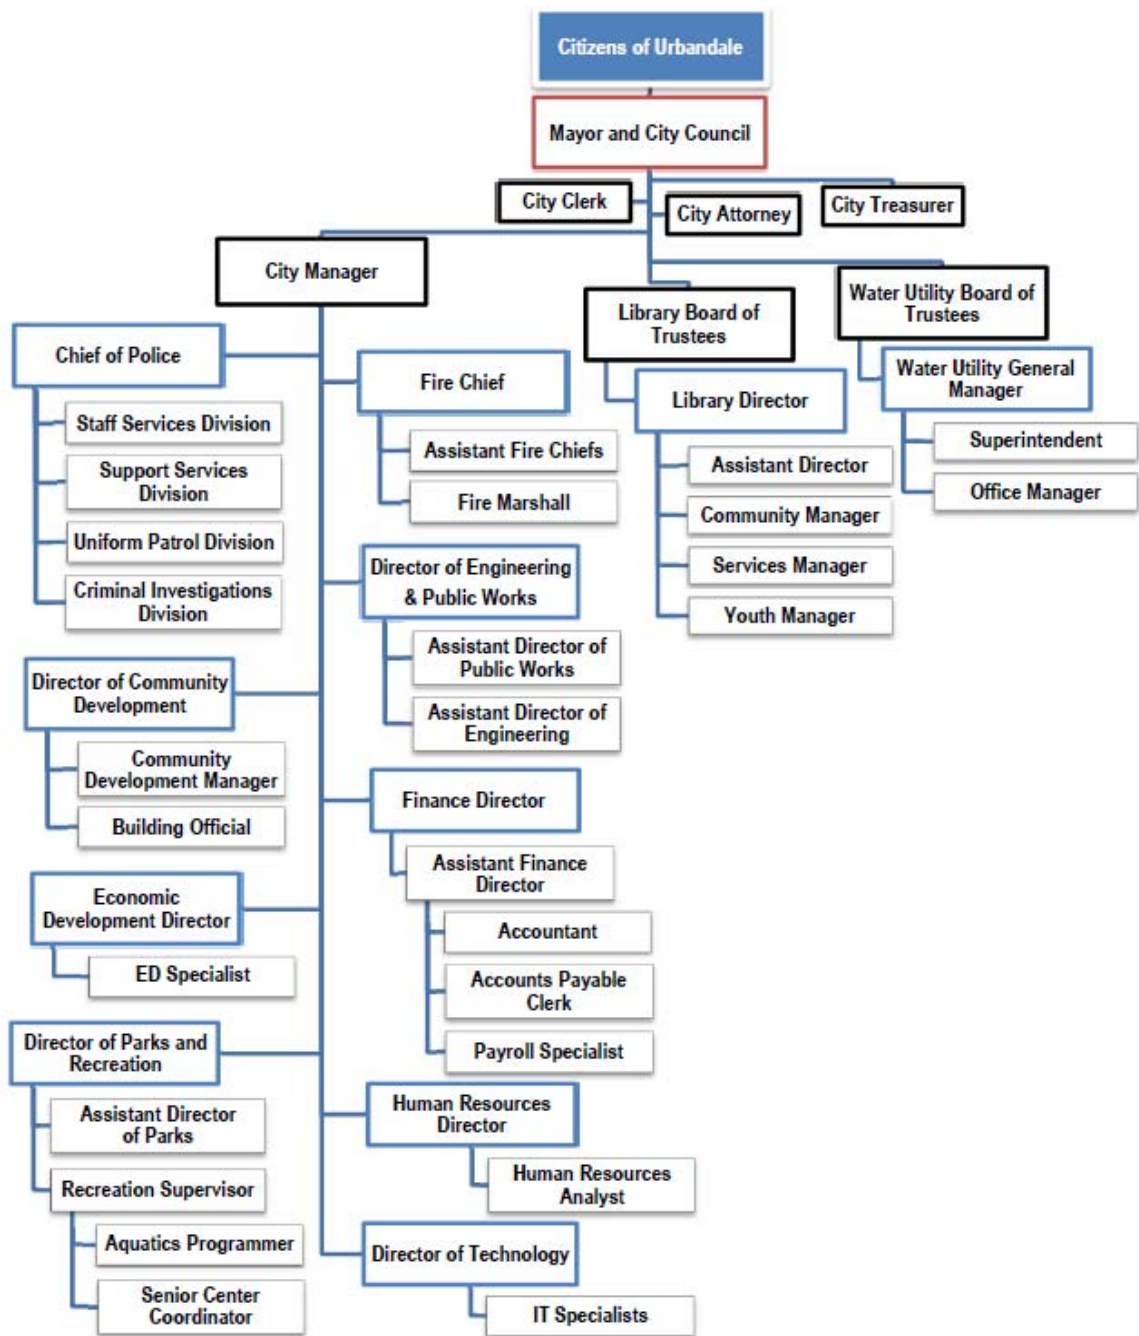 Citizens of Urbandale
Mayor and City Council
City Clerk
City Attorney
City Treasurer
City Manager
Library Board of
Trustees
Water Utility Board of
Trustees
Chief of Police
Staff Services Division
Support Services
Division
Uniform Patrol Division
Criminal Investigations
Division
Fire Chief
Assistant Fire Chiefs
Fire Marshall
Library Director
Assistant Director
Community Manager
Services Manager
Youth Manager
Water Utility General
Manager
Superintendent
Office Manager
Director of Engineering
& Public Works
Assistant Director of
Public Works
Assistant Director of
Engineering
Director of Community
Development
Community
Development Manager
Building Official
Finance Director
Assistant Finance
Director
Accountant
Accounts Payable
Clerk
Payroll Specialist
Economic
Development Director
ED Specialist
Director of Parks and
Recreation
Assistant Director
of Parks
Recreation Supervisor
Aquatics Programmer
Senior Center
Coordinator
Human Resources
Director
Human Resources
Analyst
Director of Technology
IT Specialists